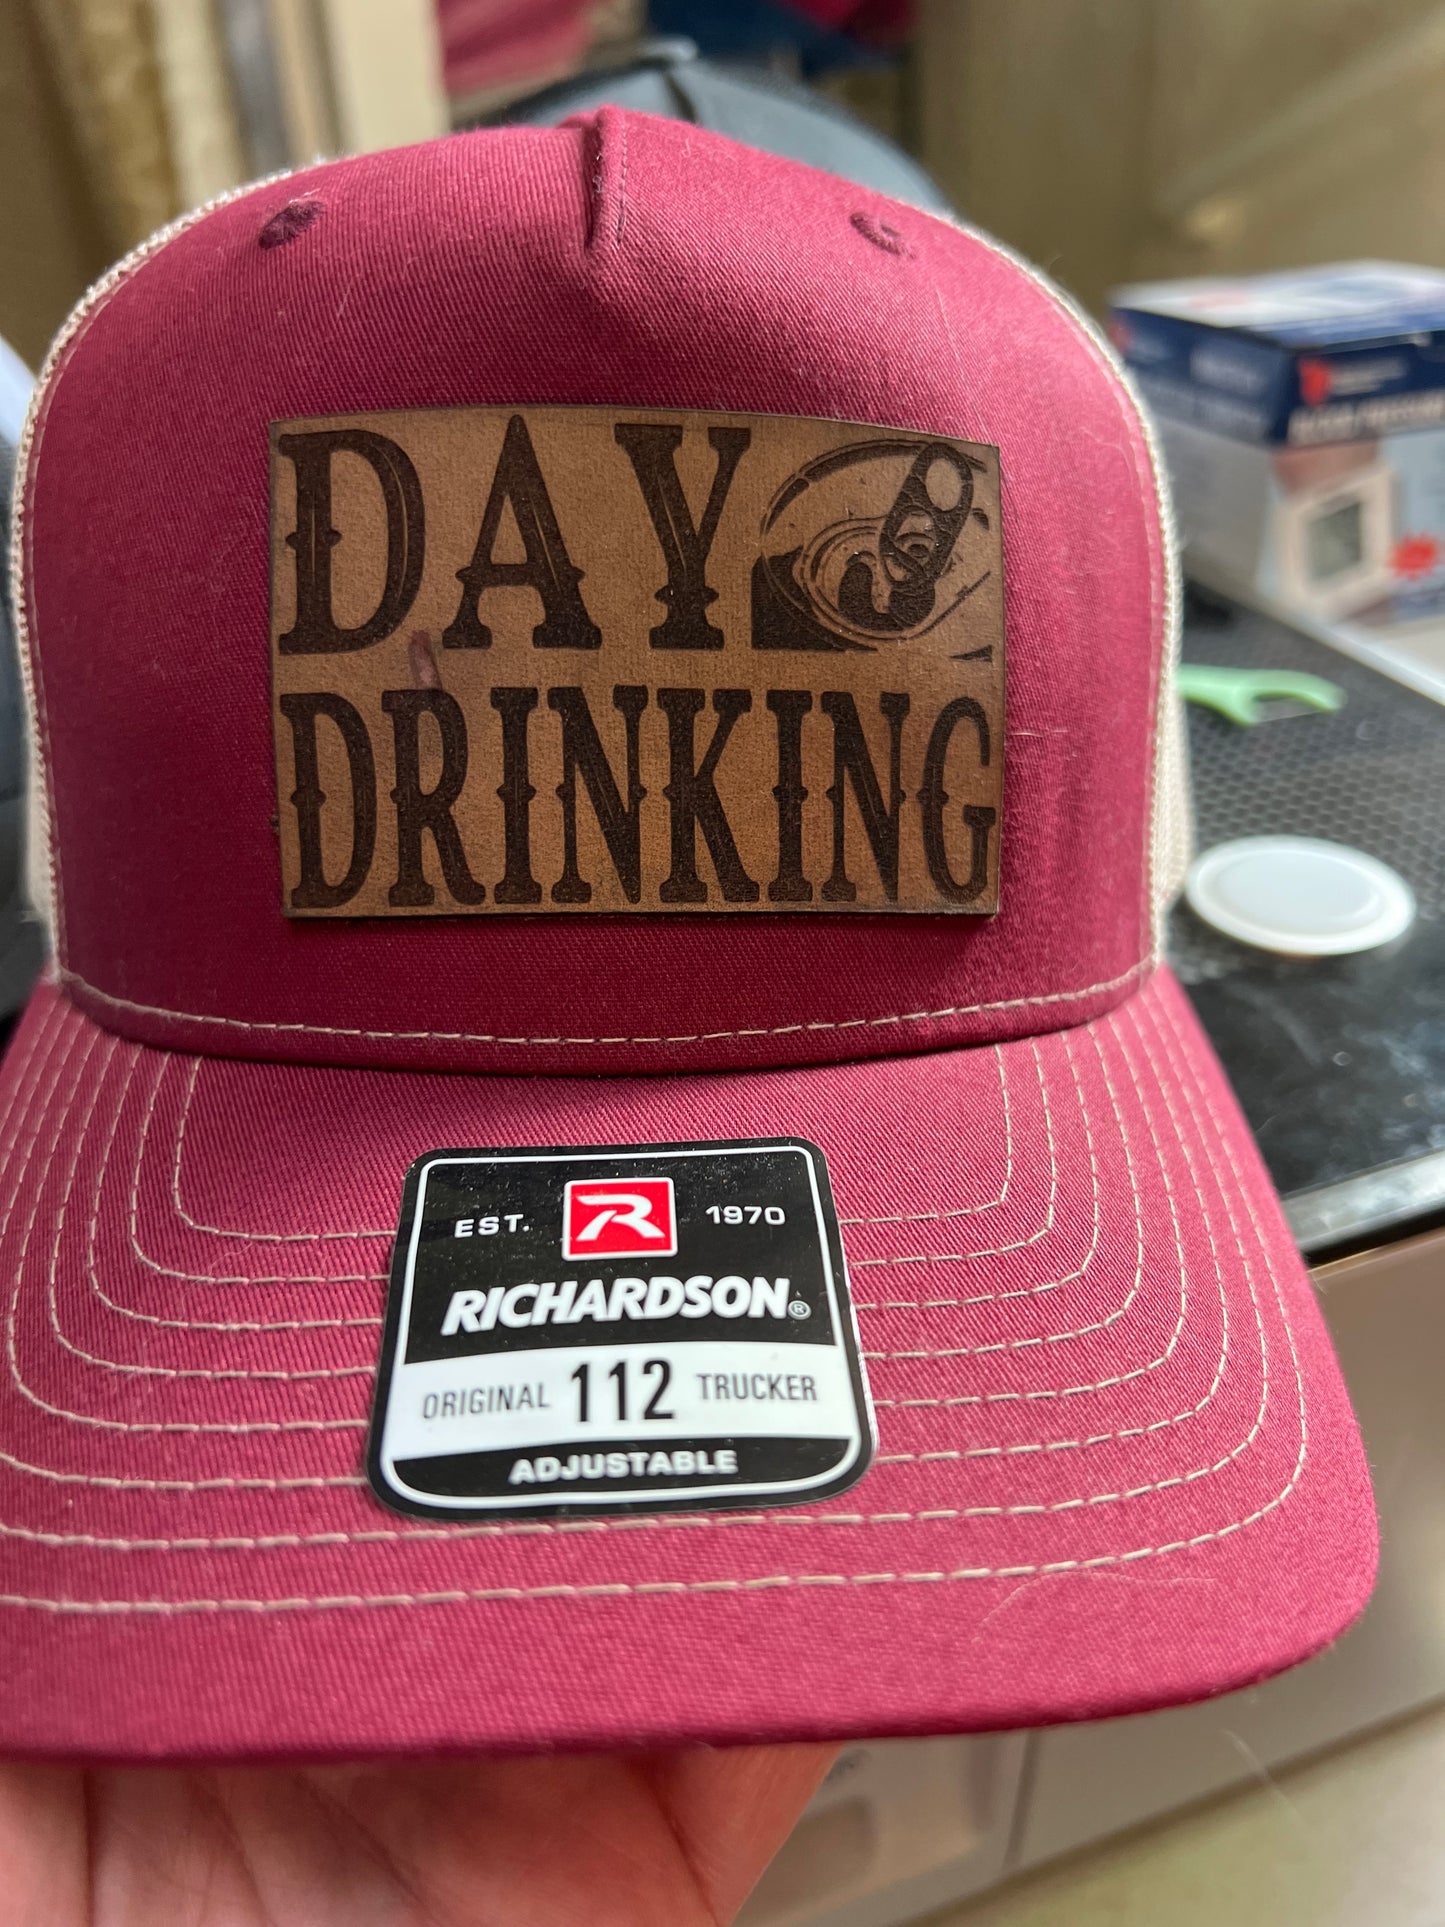 DAY
DRINKING
EST. R 1970
RICHARDSON®
ORIGINAL 112 TRUCKER
ADJUSTABLE